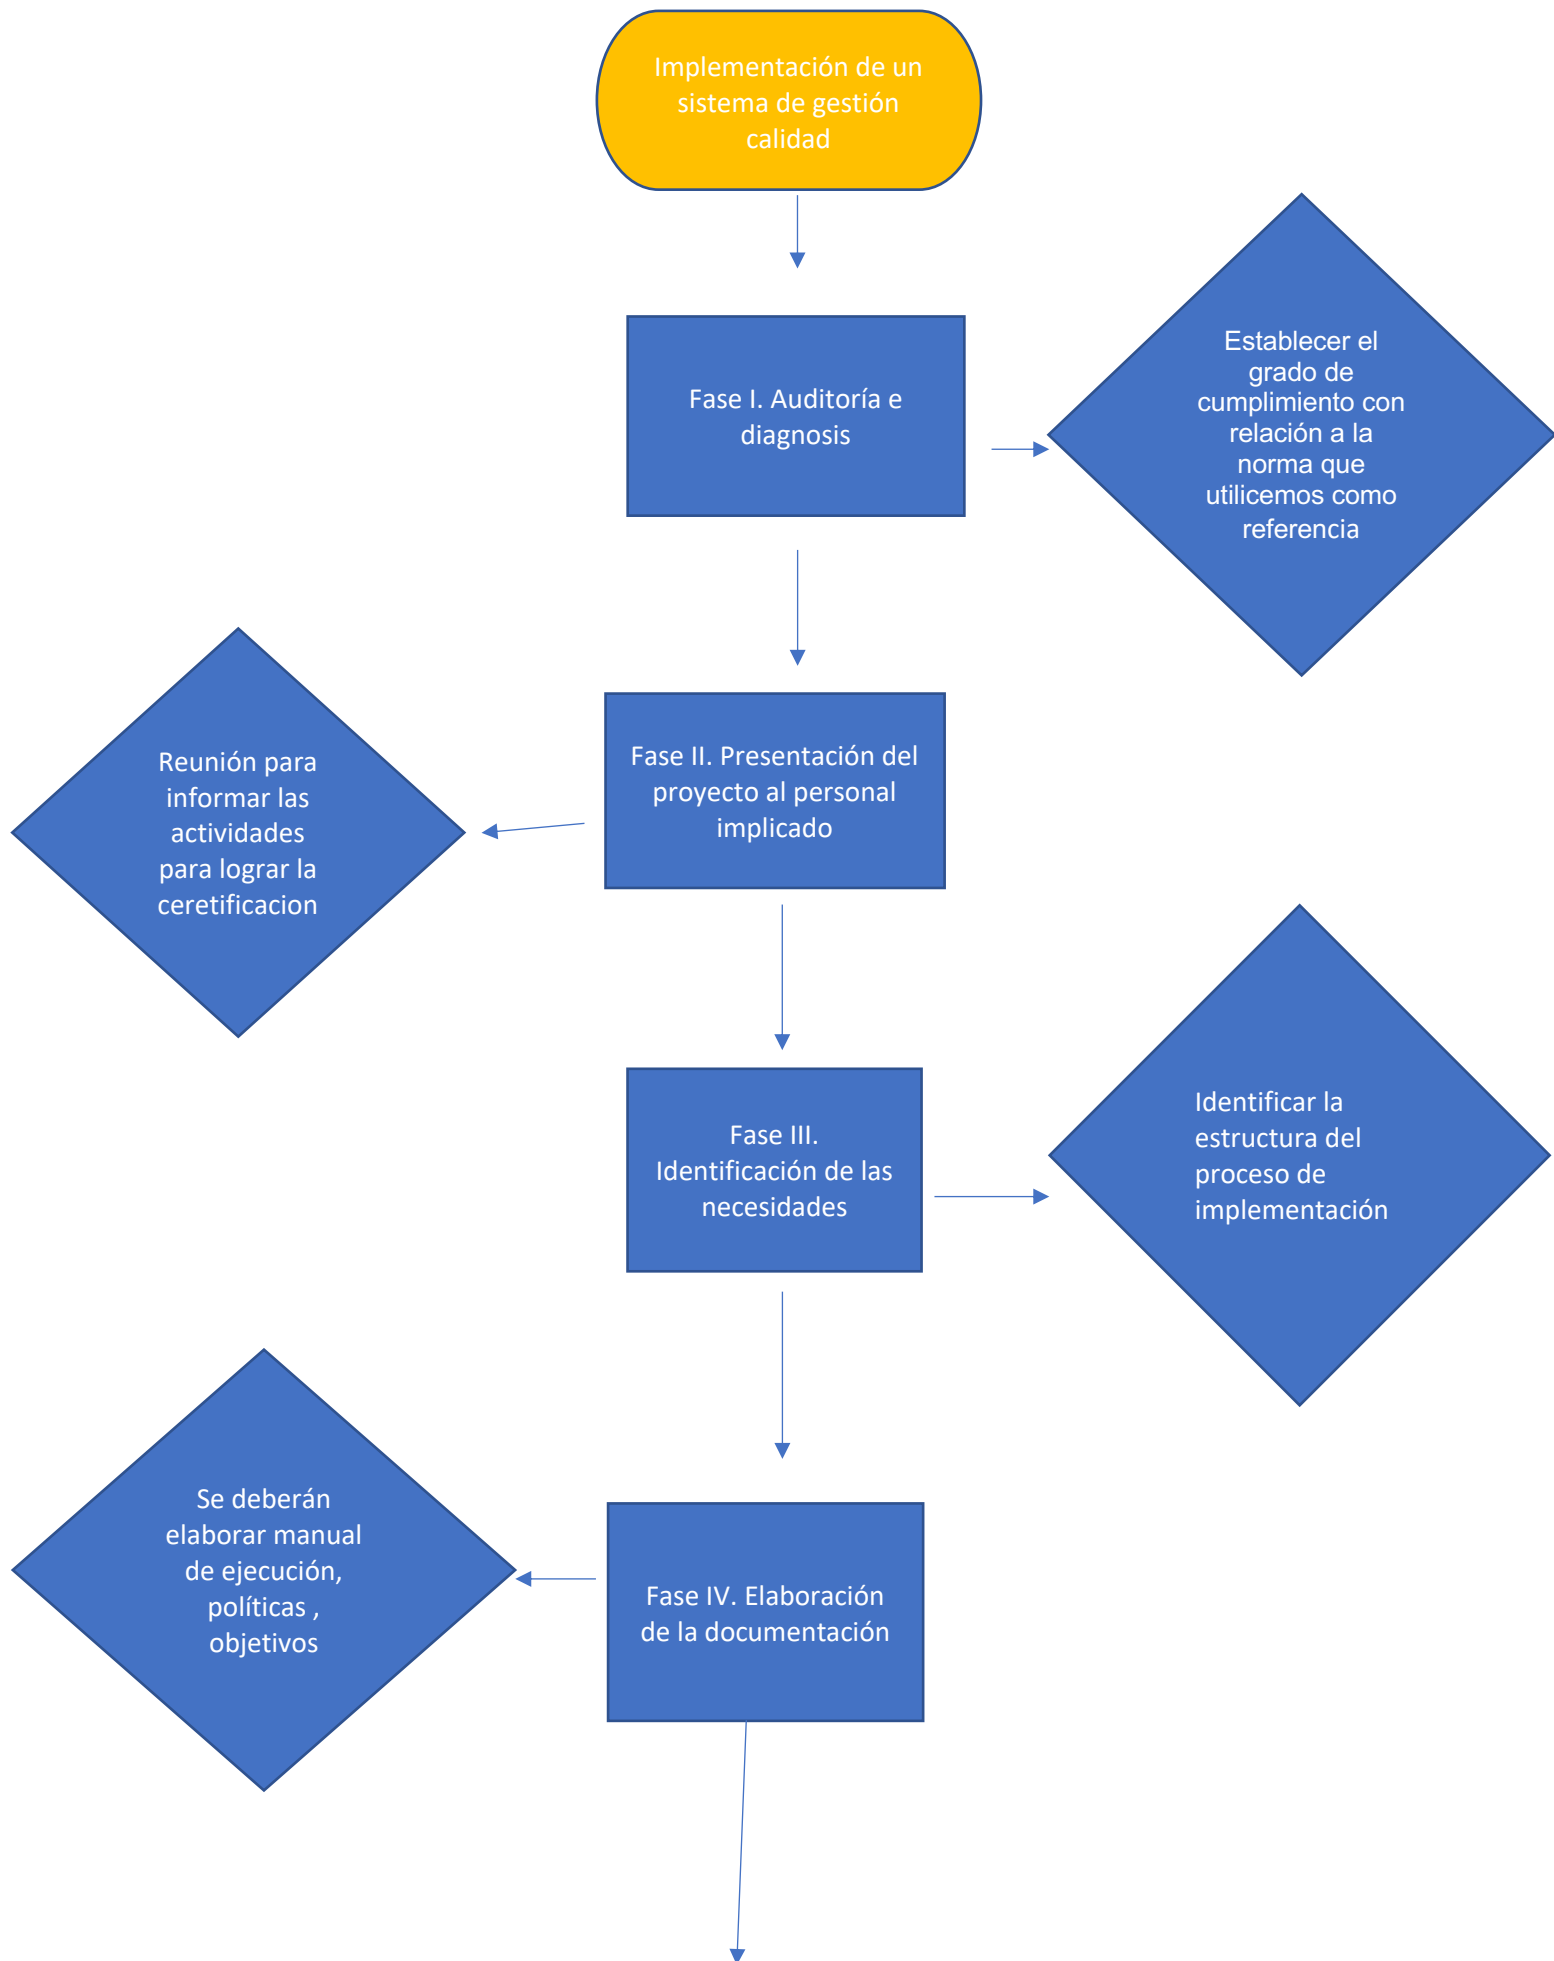 Implementación de un
sistema de gestión
calidad
Fase I. Auditoría e
diagnosis
Establecer el
grado de
cumplimiento con
relación a la
norma que
utilicemos como
referencia
Fase II. Presentación del
proyecto al personal
implicado
Reunión para
informar las
actividades
para lograr la
ceretificacion
Fase III.
Identificación de las
necesidades
Identificar la
estructura del
proceso de
implementación
Fase IV. Elaboración
de la documentación
Se deberán
elaborar manual
de ejecución,
políticas ,
objetivos